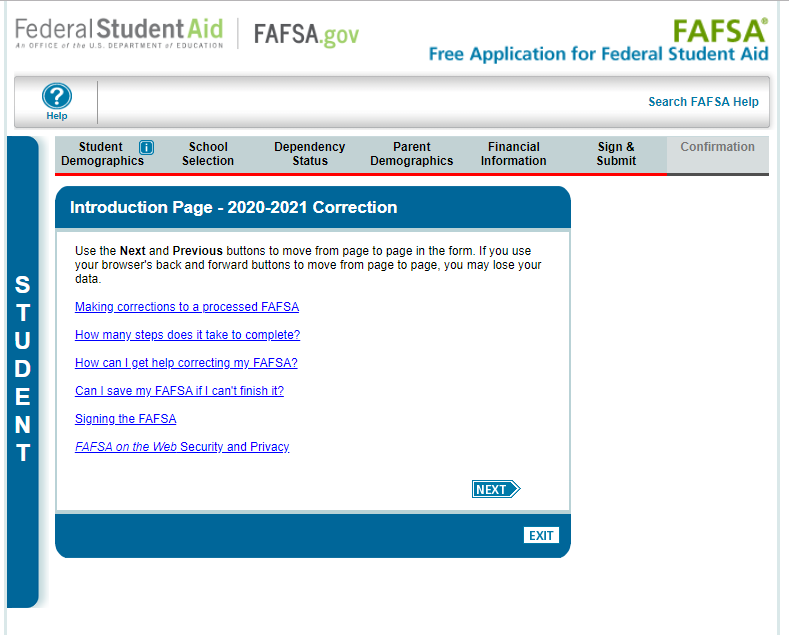 Federal Student Aid
An OFFICE of the U.S. DEPARTMENT of EDUCATION
FAFSA.gov
FAFSA®
Free Application for Federal Student Aid
?
Help
Search FAFSA Help
Student Demographics i
School Selection
Dependency Status
Parent Demographics
Financial Information
Sign & Submit
Confirmation
STUDENT
Introduction Page - 2020-2021 Correction
Use the Next and Previous buttons to move from page to page in the form. If you use
your browser's back and forward buttons to move from page to page, you may lose your
data.
Making corrections to a processed FAFSA
How many steps does it take to complete?
How can I get help correcting my FAFSA?
Can I save my FAFSA if I can't finish it?
Signing the FAFSA
FAFSA on the Web Security and Privacy
NEXT
EXIT